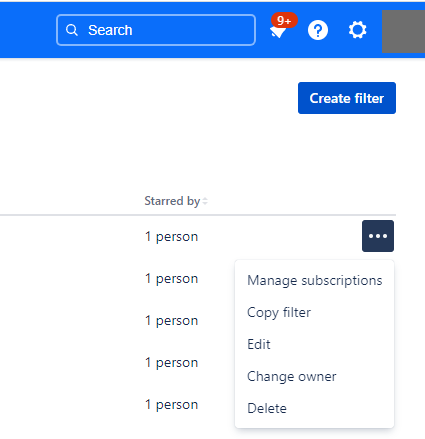 Search
9+
Create filter
Starred by
1 person
1 person
Manage subscriptions
Copy filter
1 person
Edit
1 person
Change owner
1 person
Delete